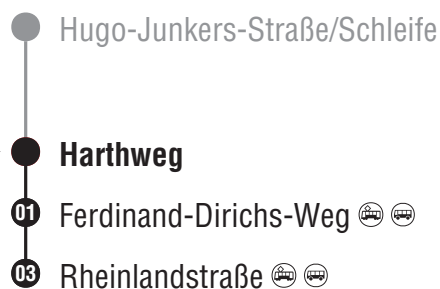 Hugo-Junkers-Straße/Schleife
Harthweg
01 Ferdinand-Dirichs-Weg
03 Rheinlandstraße